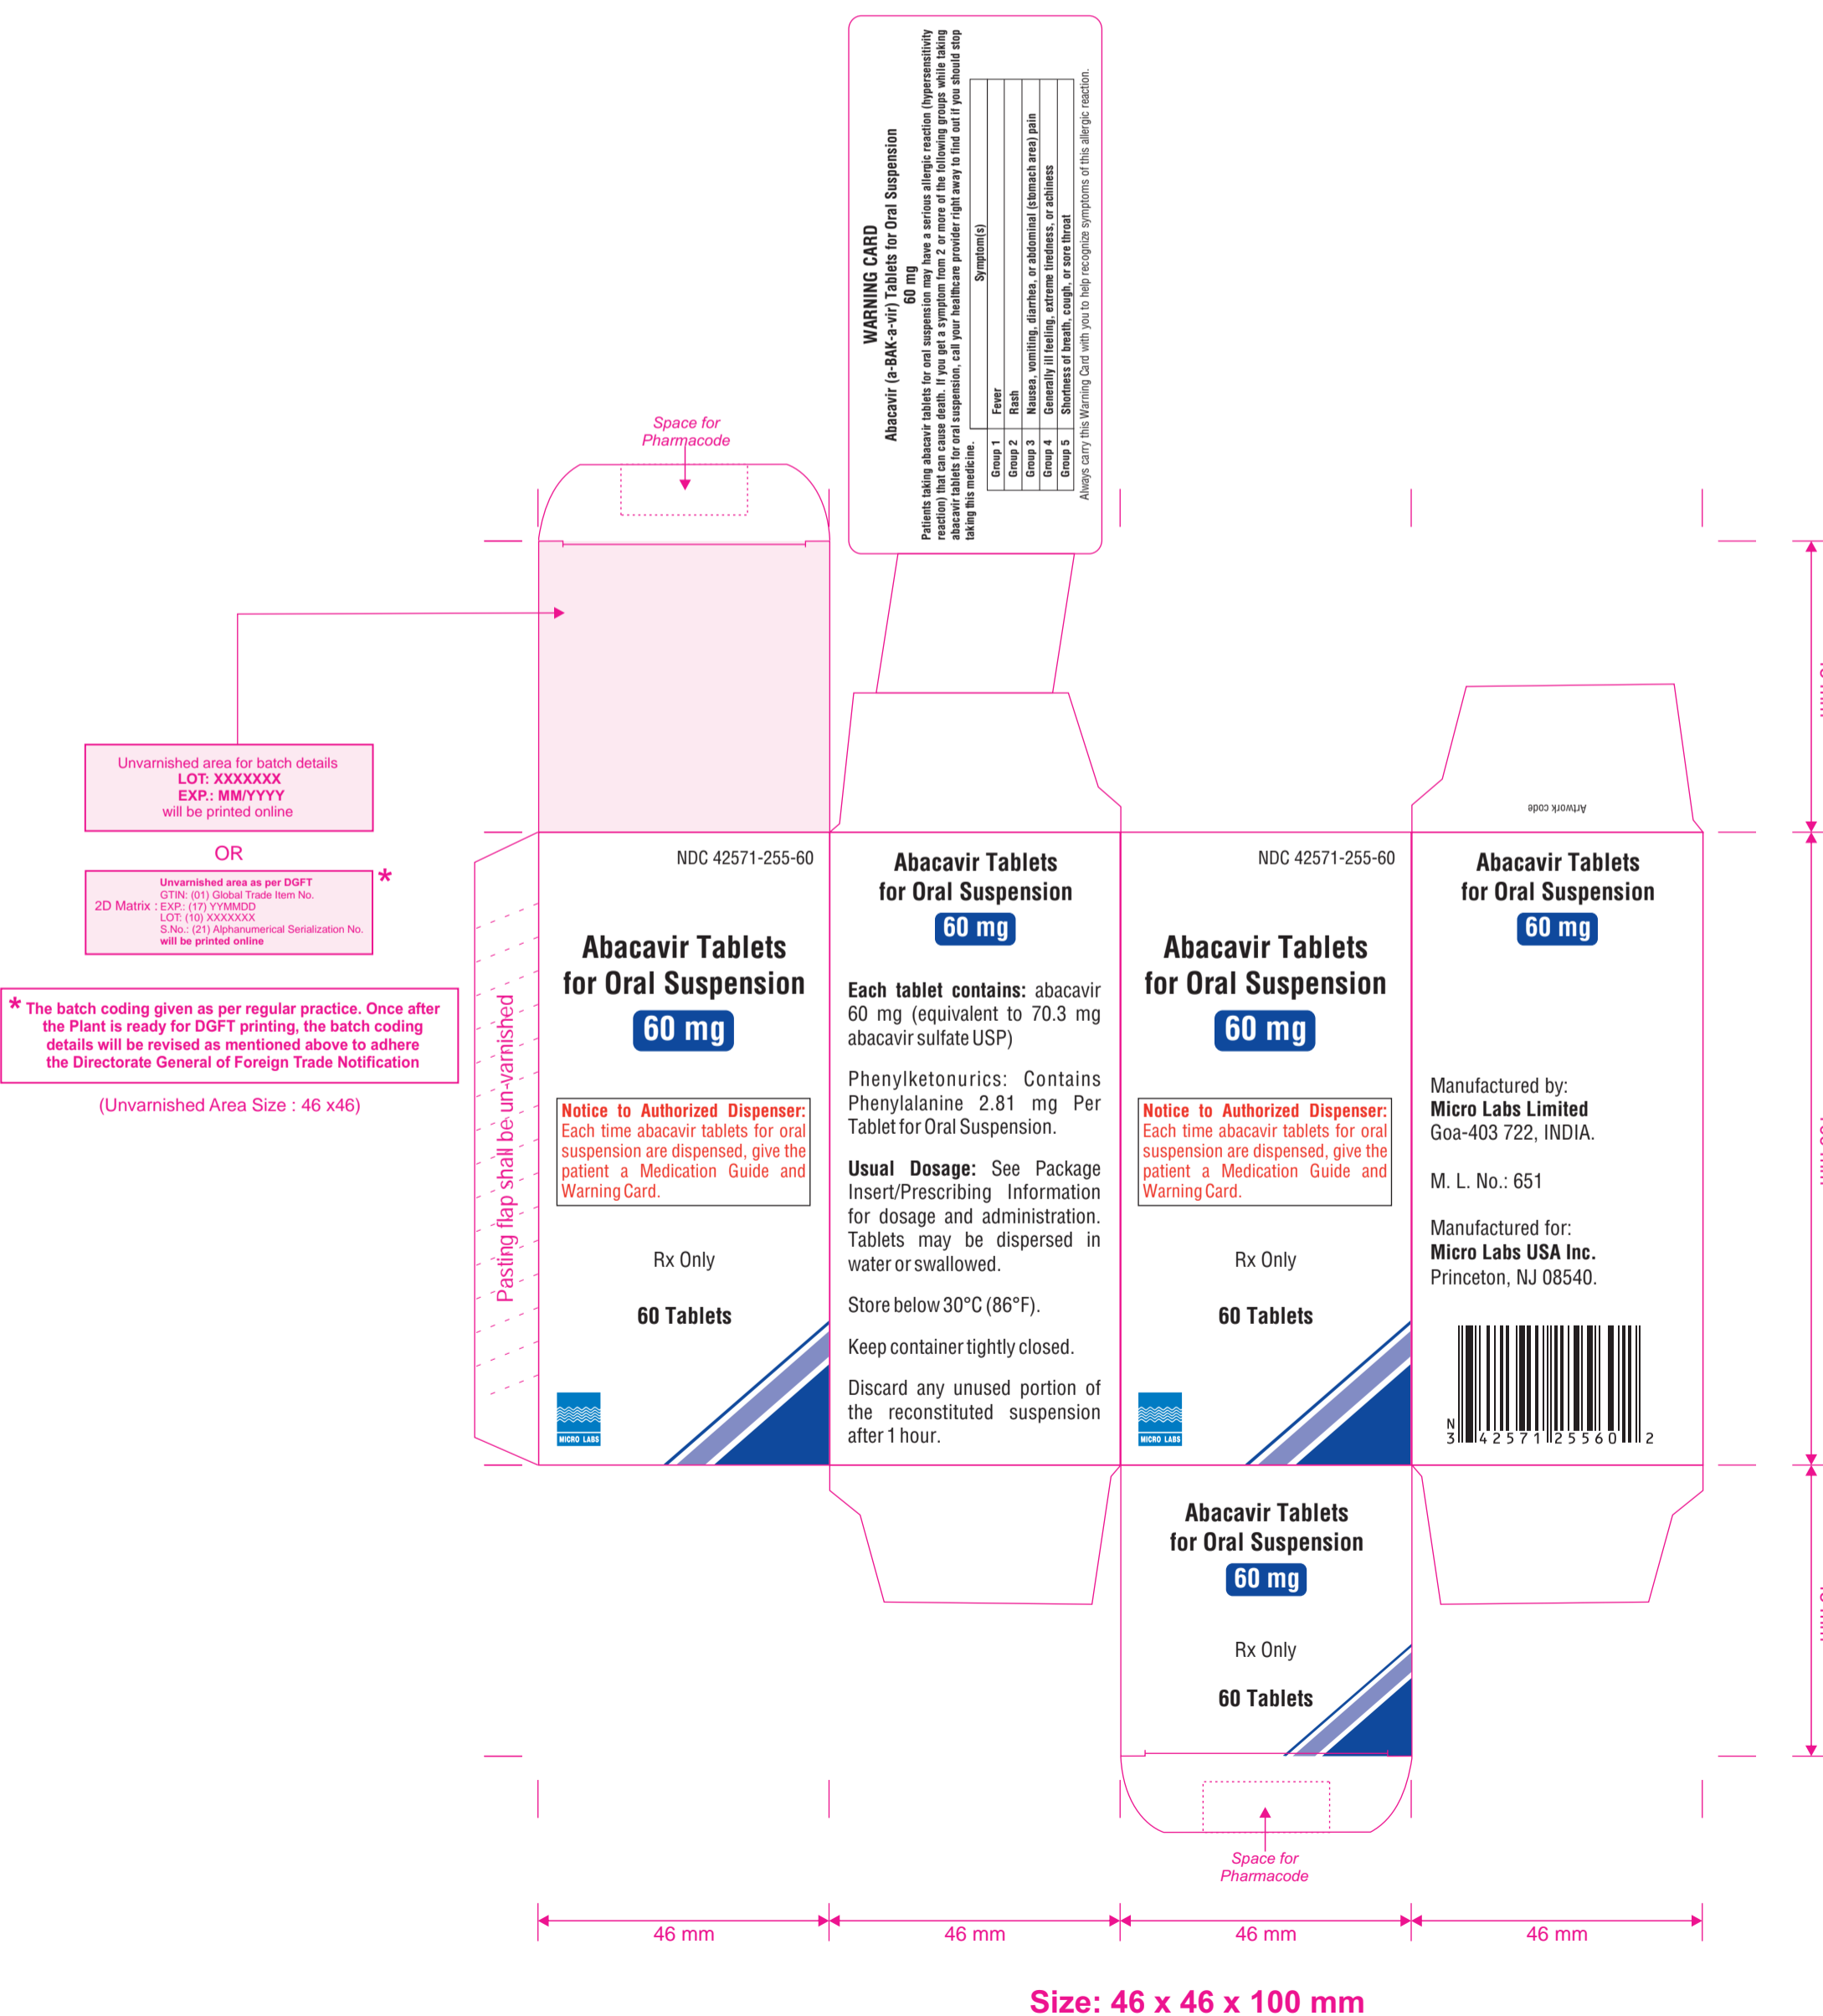 WARNING CARD
Abacavir (a-BAK-a-vir) Tablets for Oral Suspension
60 mg
Patients taking abacavir tablets for oral suspension may have a serious allergic reaction (hypersensitivity
reaction) that can cause death. If you get a symptom from 2 or more of the following groups while taking
abacavir tablets for oral suspension, call your healthcare provider right away to find out if you should stop
taking this medicine.
Symptom(s)
Group 1 Fever
Group 2 Rash
Group 3 Nausea, vomiting, diarrhea, or abdominal (stomach area) pain
Group 4 Generally ill feeling, extreme tiredness, or achiness
Group 5 Shortness of breath, cough, or sore throat
Always carry this Warning Card with you to help recognize symptoms of this allergic reaction.
Space for
Pharmacode
Unvarnished area for batch details
LOT: XXXXXXX
EXP.: MM/YYYY
will be printed online
OR
*
Unvarnished area as per DGFT
GTIN: (01) Global Trade Item No.
2D Matrix : EXP.: (17) YYMMDD
LOT: (10) XXXXXXX
S.No.: (21) Alphanumerical Serialization No.
will be printed online
* The batch coding given as per regular practice. Once after
the Plant is ready for DGFT printing, the batch coding
details will be revised as mentioned above to adhere
the Directorate General of Foreign Trade Notification
(Unvarnished Area Size : 46 x46)
Pasting flap shall be un-varnished
NDC 42571-255-60
Abacavir Tablets
for Oral Suspension
60 mg
Notice to Authorized Dispenser:
Each time abacavir tablets for oral
suspension are dispensed, give the
patient a Medication Guide and
Warning Card.
Rx Only
60 Tablets
MICRO LABS
Abacavir Tablets
for Oral Suspension
60 mg
Each tablet contains: abacavir
60 mg (equivalent to 70.3 mg
abacavir sulfate USP)
Phenylketonurics: Contains
Phenylalanine 2.81 mg Per
Tablet for Oral Suspension.
Usual Dosage: See Package
Insert/Prescribing Information
for dosage and administration.
Tablets may be dispersed in
water or swallowed.
Store below 30°C (86°F).
Keep container tightly closed.
Discard any unused portion of
the reconstituted suspension
after 1 hour.
NDC 42571-255-60
Abacavir Tablets
for Oral Suspension
60 mg
Notice to Authorized Dispenser:
Each time abacavir tablets for oral
suspension are dispensed, give the
patient a Medication Guide and
Warning Card.
Rx Only
60 Tablets
MICRO LABS
Artwork code
Abacavir Tablets
for Oral Suspension
60 mg
Manufactured by:
Micro Labs Limited
Goa-403 722, INDIA.
M. L. No.: 651
Manufactured for:
Micro Labs USA Inc.
Princeton, NJ 08540.
N
3 42571 25560 2
Abacavir Tablets
for Oral Suspension
60 mg
Rx Only
60 Tablets
Space for
Pharmacode
46 mm
46 mm
46 mm
46 mm
Size: 46 x 46 x 100 mm